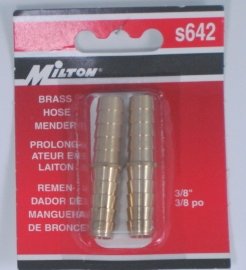 s642
MILTON
BRASS
HOSE
MENDER
PROLONG-
ATEUR EN
LAITON
REMEN-
DADOR DE
MANGUEHA
DE BRONCE
3/8"
3/8 po